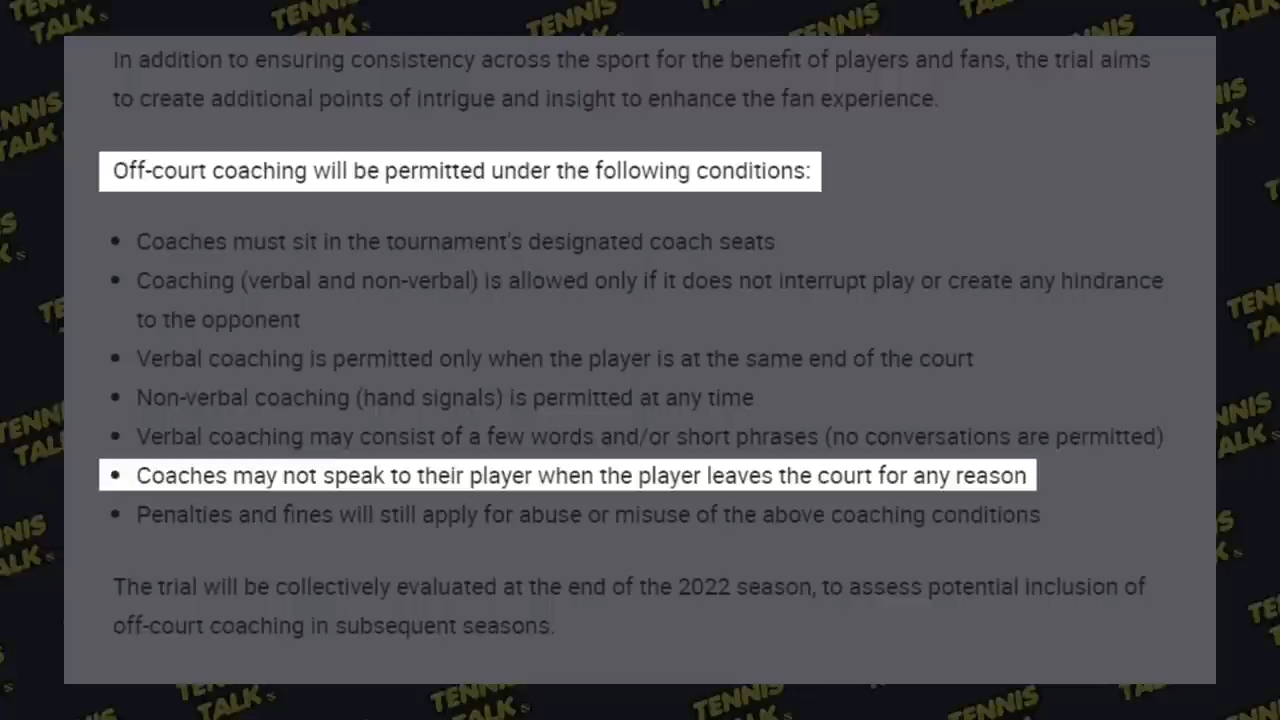 In addition to ensuring consistency across the sport for the benefit of players and fans, the trial aims
to create additional points of intrigue and insight to enhance the fan experience.
Off-court coaching will be permitted under the following conditions:
• Coaches must sit in the tournament's designated coach seats
• Coaching (verbal and non-verbal) is allowed only if it does not interrupt play or create any hindrance
to the opponent
• Verbal coaching is permitted only when the player is at the same end of the court
• Non-verbal coaching (hand signals) is permitted at any time
• Verbal coaching may consist of a few words and/or short phrases (no conversations are permitted)
• Coaches may not speak to their player when the player leaves the court for any reason
• Penalties and fines will still apply for abuse or misuse of the above coaching conditions
The trial will be collectively evaluated at the end of the 2022 season, to assess potential inclusion of
off-court coaching in subsequent seasons.
TENNIS
TALK